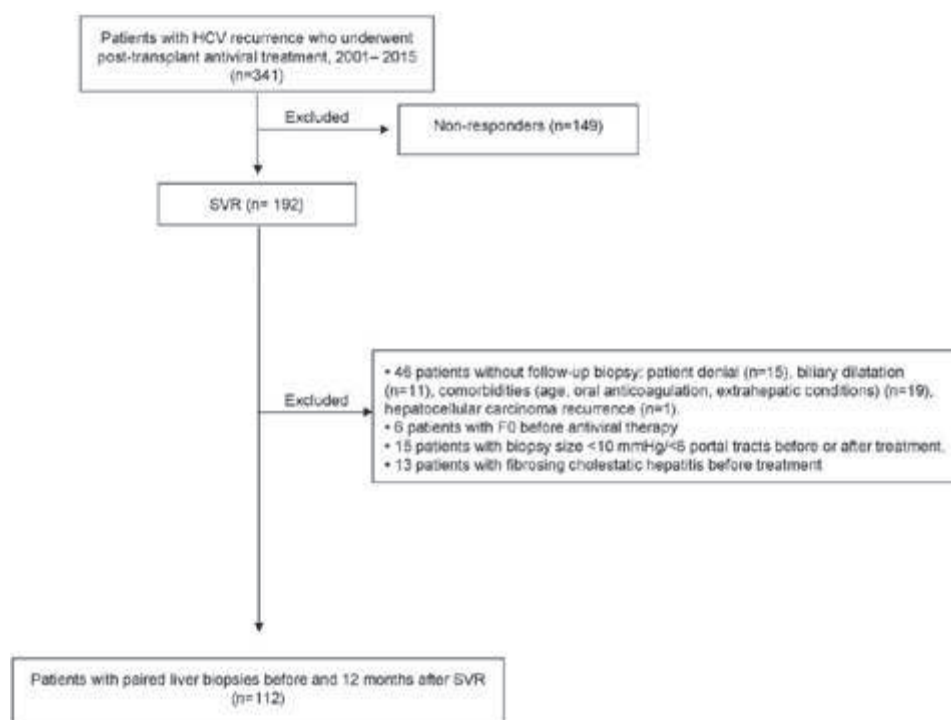 Patients with HCV recurrence who underwent
post-transplant antiviral treatment, 2001– 2015
(n=341)
Excluded
Non-responders (n=149)
SVR (n= 192)
• 46 patients without follow-up biopsy: patient denial (n=15), biliary dilatation
(n=11), comorbidities (age, oral anticoagulation, extrahepatic conditions) (n=19),
hepatocellular carcinoma recurrence (n=1).
• 6 patients with F0 before antiviral therapy
• 15 patients with biopsy size <10 mmHg/<6 portal tracts before or after treatment.
• 13 patients with fibrosing cholestatic hepatitis before treatment
Excluded
Patients with paired liver biopsies before and 12 months after SVR
(n=112)